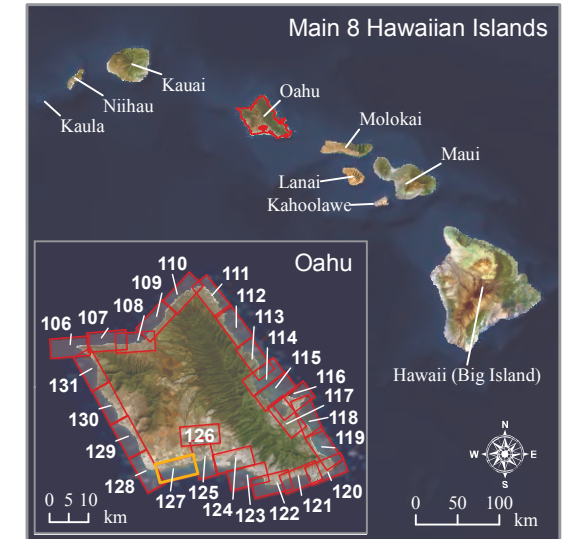 Main 8 Hawaiian Islands
Kauai
Oahu
Niihau
Kaula
Molokai
Maui
Lanai
Kahoolawe
Hawaii (Big Island)
Oahu
110
109
111
108
107
106
112
113
114
115
116
117
118
119
131
130
129
128
127
126
125
124
123
122
121
120
0 5 10
km
N
W E
S
0 50 100
km